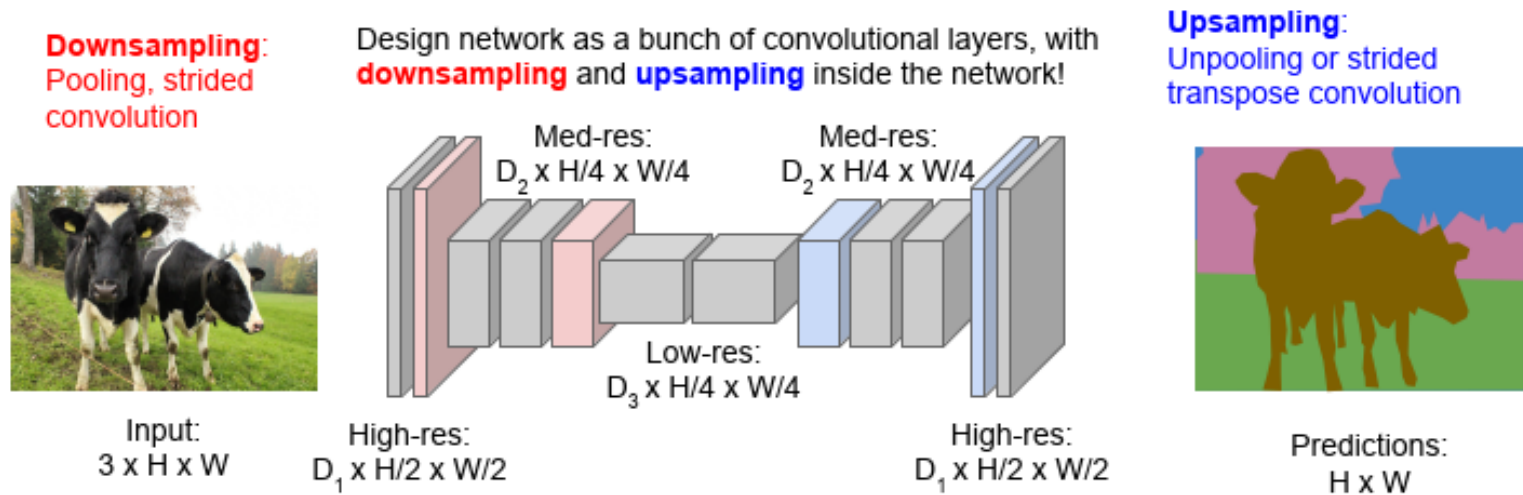 Downsampling:
Pooling, strided
convolution
Design network as a bunch of convolutional layers, with
downsampling and upsampling inside the network!
Upsampling:
Unpooling or strided
transpose convolution
Med-res:
D₂ x H/4 x W/4
Med-res:
D₂ x H/4 x W/4
Low-res:
D₃ x H/4 x W/4
Input:
3 x H x W
High-res:
D₁ x H/2 x W/2
High-res:
D₁ x H/2 x W/2
Predictions:
H x W